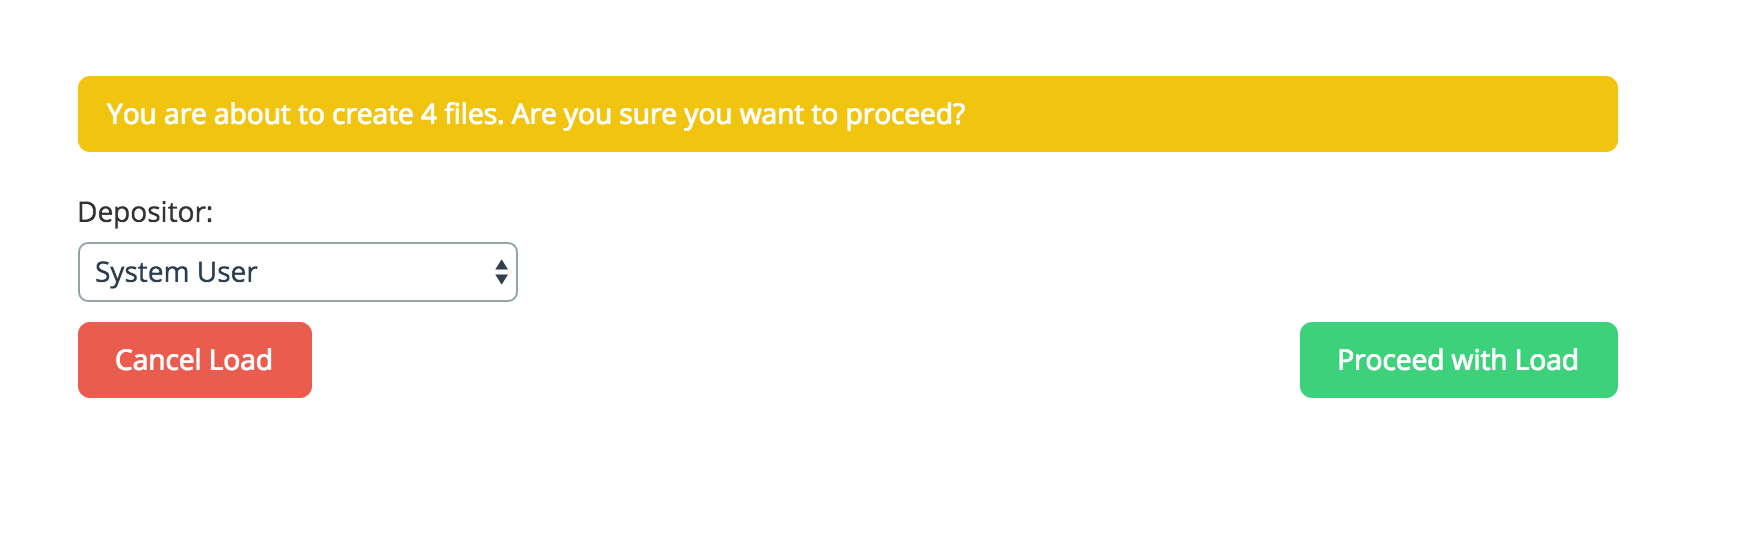 You are about to create 4 files. Are you sure you want to proceed?
Depositor:
System User
Cancel Load
Proceed with Load